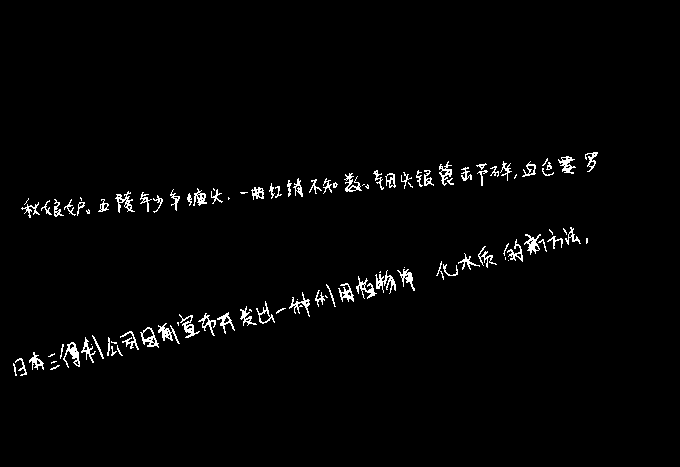 秋娘妒。五陵年少争缠头,一曲红绡不知数。钿头银篦击节碎,血色罗
日本三得利公司日前宣布开发出一种利用植物净化水质的新方法,